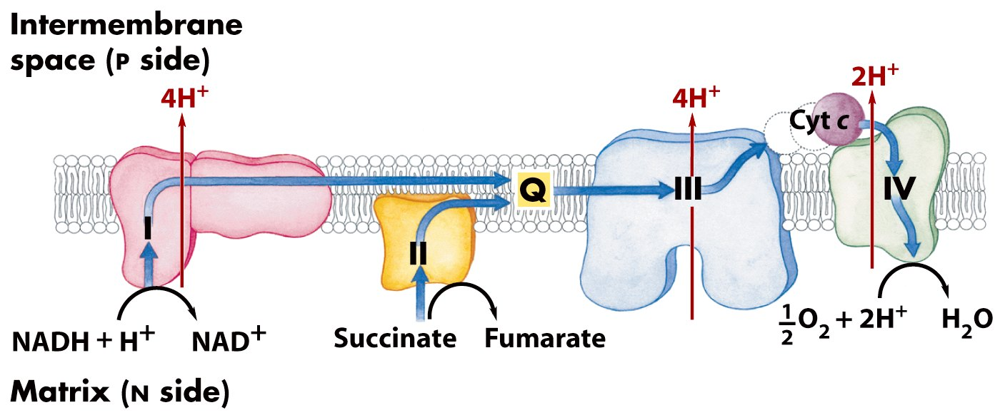 Intermembrane
space (P side)
4H⁺
4H⁺
2H⁺
Cyt c
I
II
Q
III
IV
NADH + H⁺
NAD⁺
Succinate
Fumarate
½O₂ + 2H⁺
H₂O
Matrix (N side)